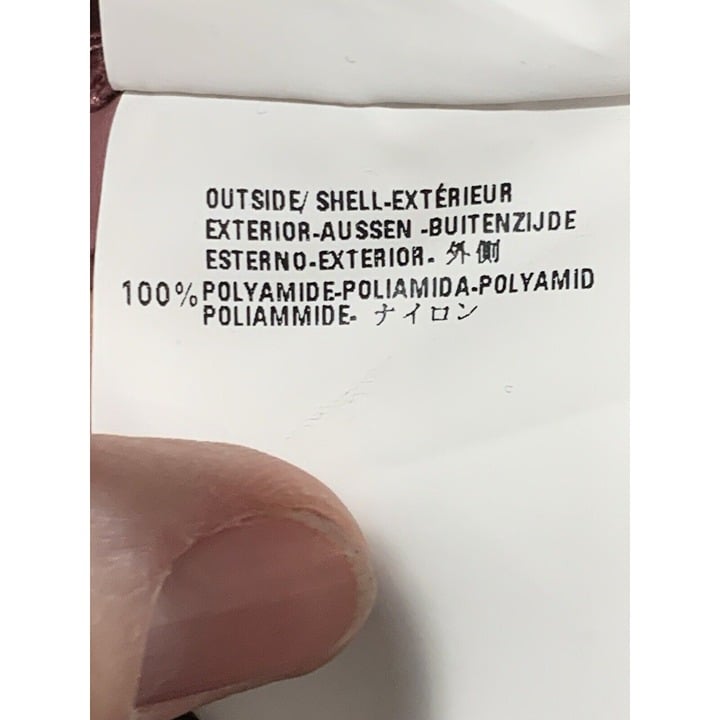 OUTSIDE/ SHELL-EXTÉRIEUR
EXTERIOR-AUSSEN -BUITENZIJDE
ESTERNO-EXTERIOR- 外側
100% POLYAMIDE-POLIAMIDA-POLYAMID
POLIAMMIDE- ナイロン